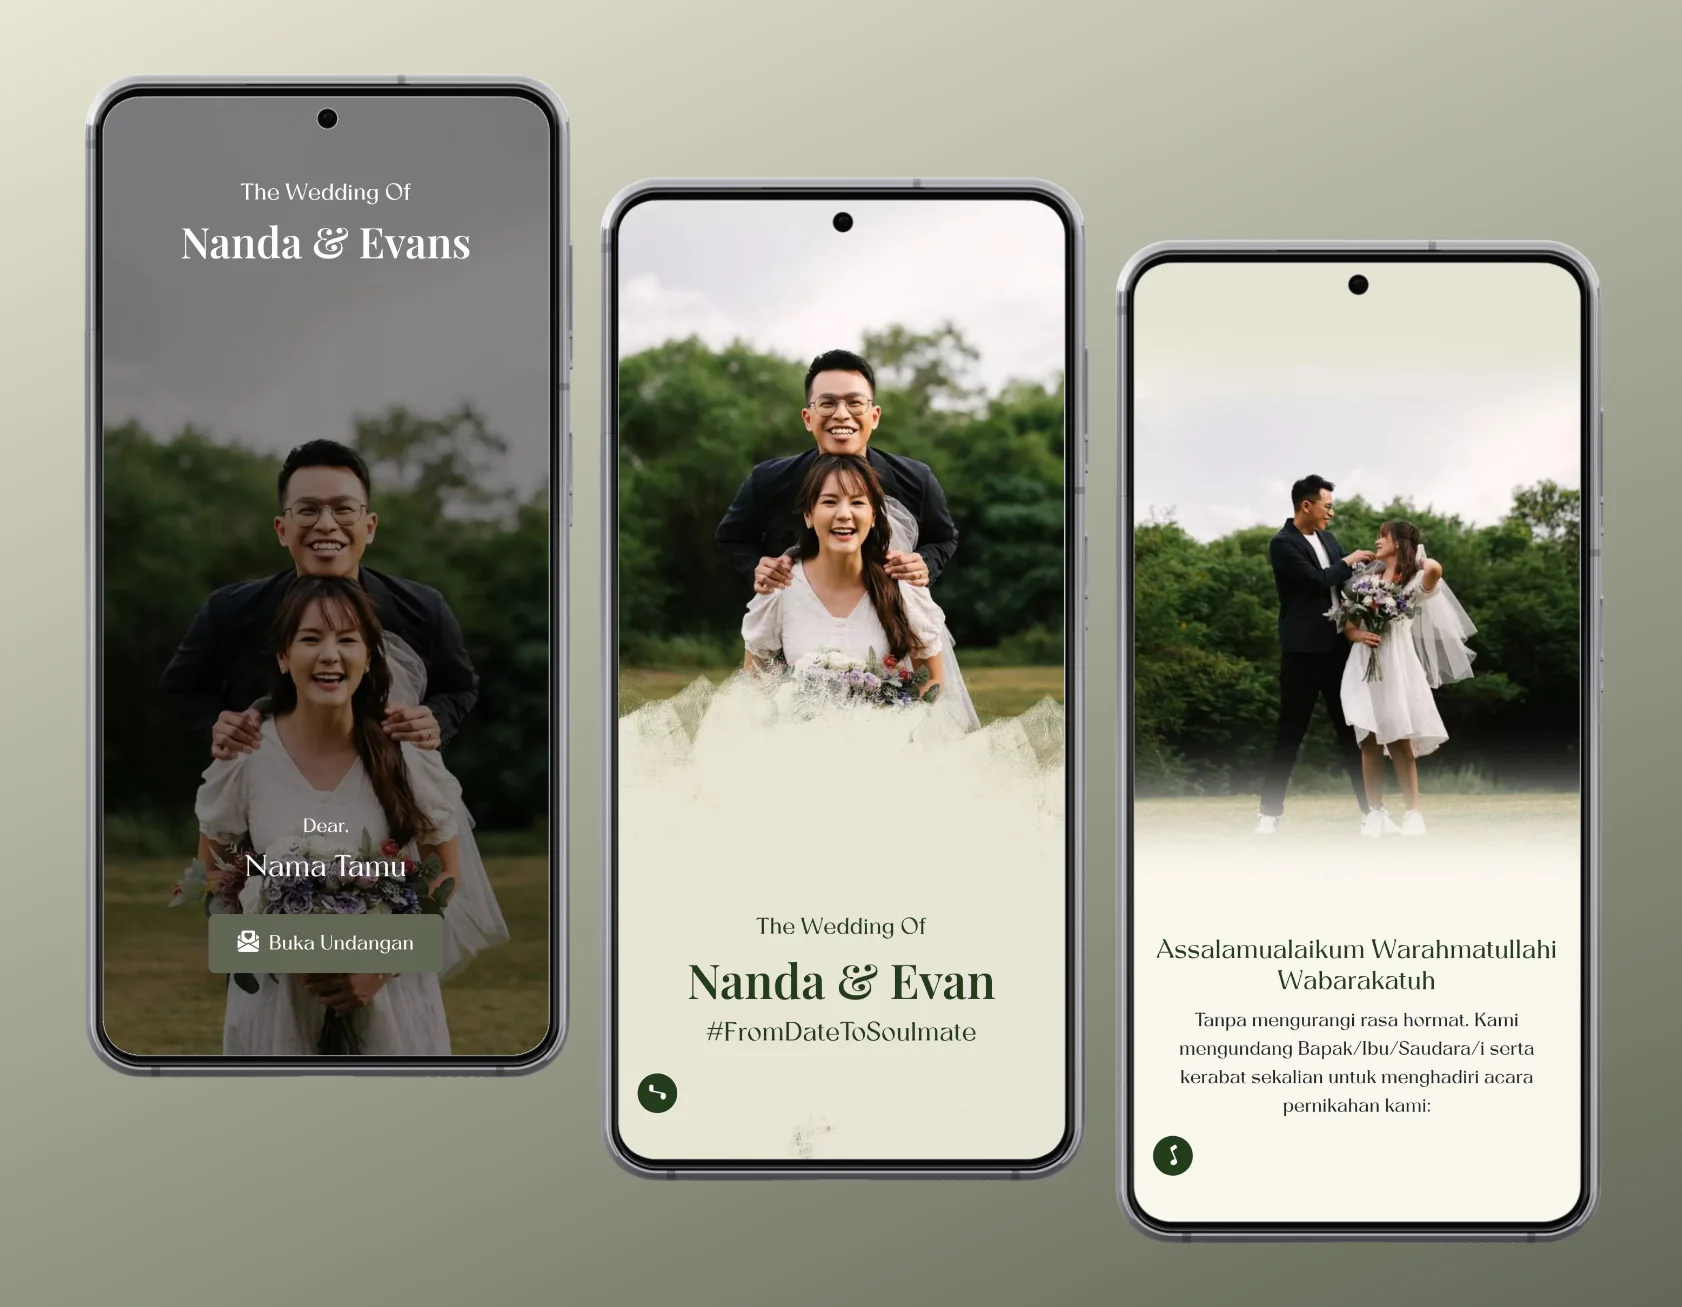 The Wedding Of
Nanda & Evans
Dear,
Nama Tamu
Buka Undangan
The Wedding Of
Nanda & Evan
#FromDateToSoulmate
Assalamualaikum Warahmatullahi
Wabarakatuh
Tanpa mengurangi rasa hormat. Kami
mengundang Bapak/Ibu/Saudara/i serta
kerabat sekalian untuk menghadiri acara
pernikahan kami: